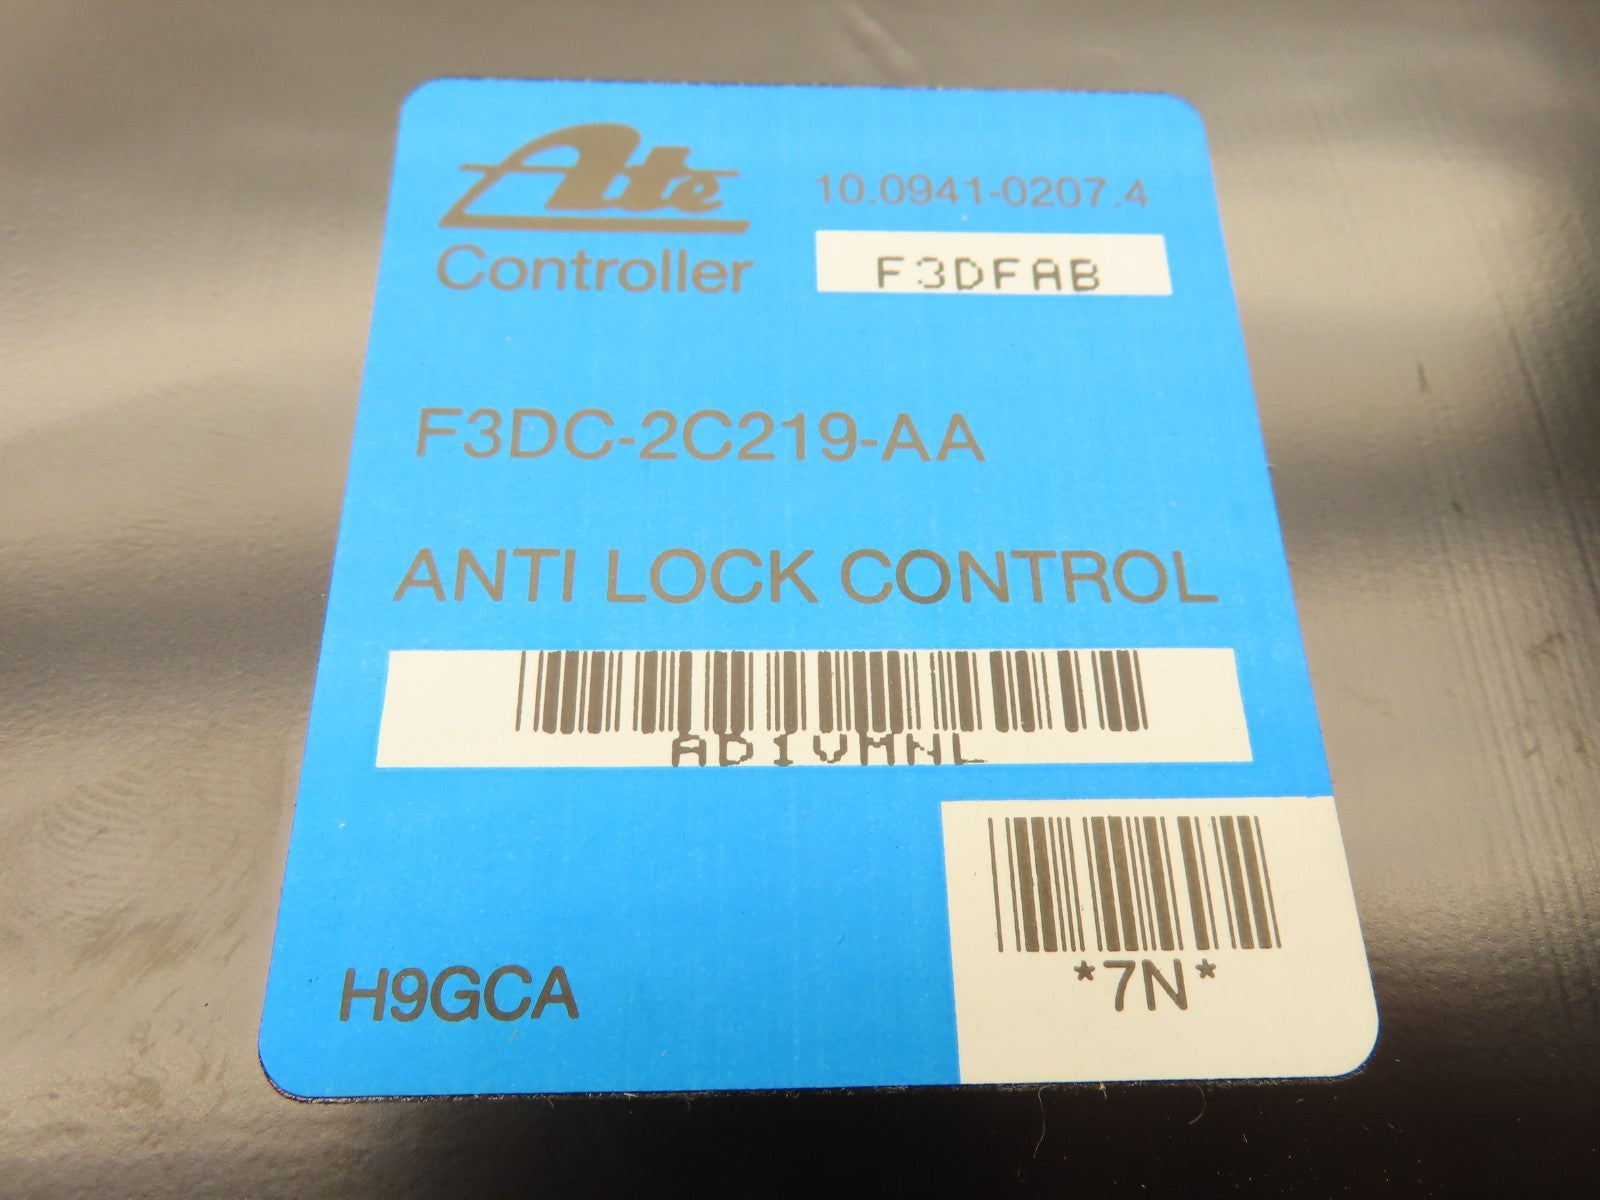 Ate
10.0941-0207.4
Controller
F3DFAB
F3DC-2C219-AA
ANTI LOCK CONTROL
AD1VMNL
H9GCA
*7N*